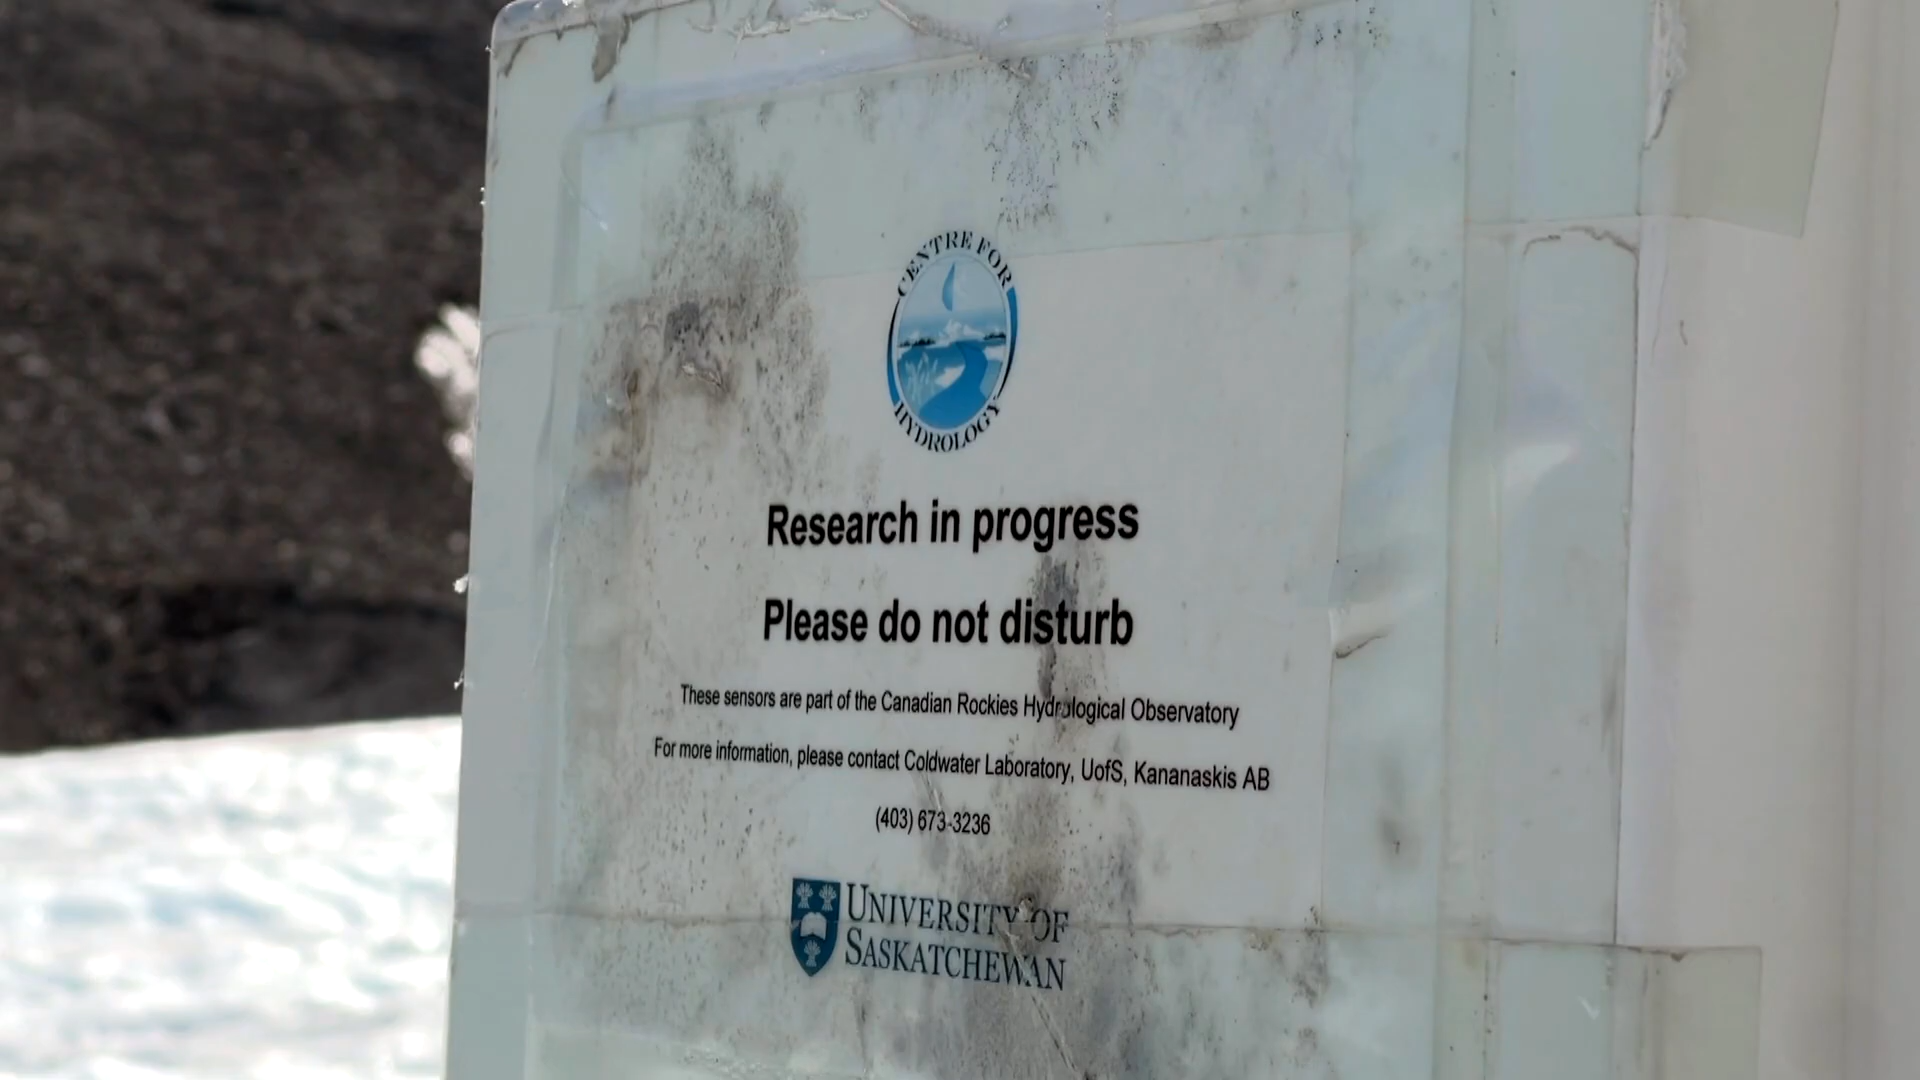 CENTRE FOR
HYDROLOGY
Research in progress
Please do not disturb
These sensors are part of the Canadian Rockies Hydrological Observatory
For more information, please contact Coldwater Laboratory, UofS, Kananaskis AB
(403) 673-3236
UNIVERSITY OF
SASKATCHEWAN